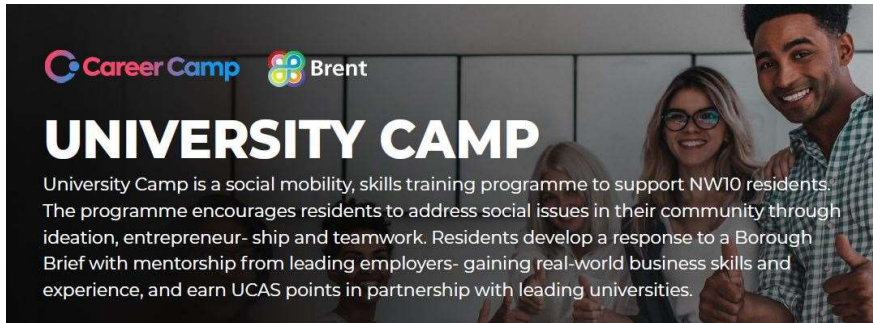 Career Camp Brent
UNIVERSITY CAMP
University Camp is a social mobility, skills training programme to support NW10 residents.
The programme encourages residents to address social issues in their community through
ideation, entrepreneur- ship and teamwork. Residents develop a response to a Borough
Brief with mentorship from leading employers- gaining real-world business skills and
experience, and earn UCAS points in partnership with leading universities.